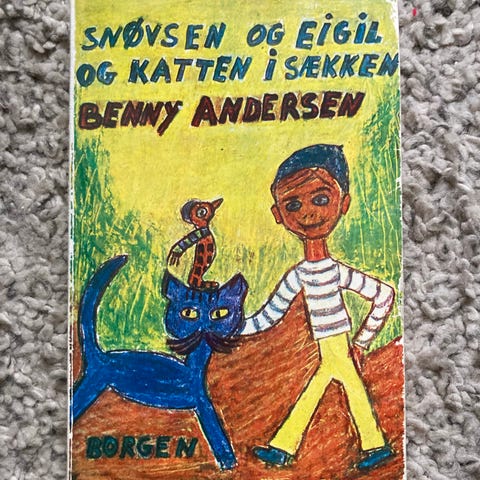 SNØVSEN OG EIGIL
OG KATTEN I SÆKKEN
BENNY ANDERSEN
BORGEN